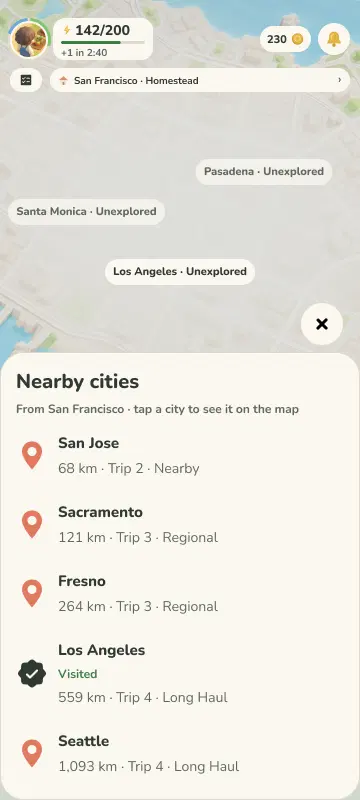 142/200
+1 in 2:40
230
San Francisco · Homestead ›
Pasadena · Unexplored
Santa Monica · Unexplored
Los Angeles · Unexplored
Nearby cities
From San Francisco · tap a city to see it on the map
San Jose
68 km · Trip 2 · Nearby
Sacramento
121 km · Trip 3 · Regional
Fresno
264 km · Trip 3 · Regional
Los Angeles
Visited
559 km · Trip 4 · Long Haul
Seattle
1,093 km · Trip 4 · Long Haul